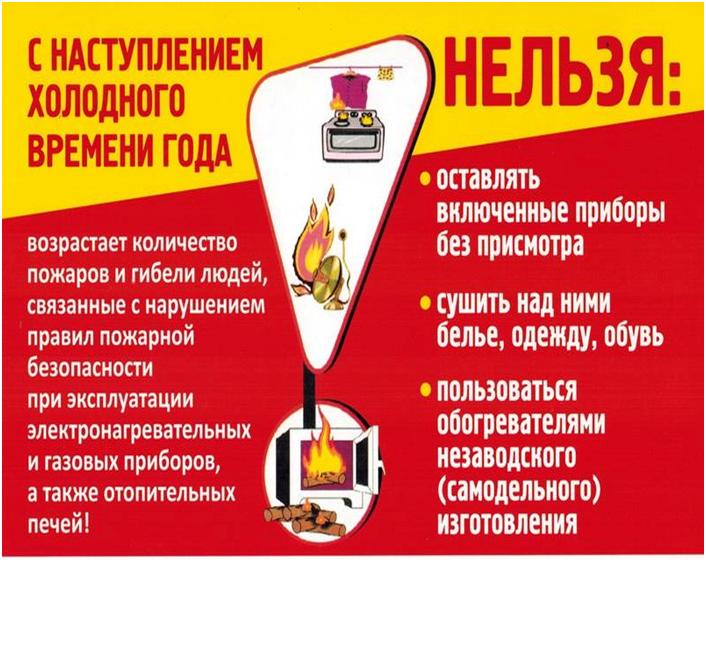 С НАСТУПЛЕНИЕМ
ХОЛОДНОГО
ВРЕМЕНИ ГОДА
возрастает количество
пожаров и гибели людей,
связанные с нарушением
правил пожарной
безопасности
при эксплуатации
электронагревательных
и газовых приборов,
а также отопительных
печей!
НЕЛЬЗЯ:
• оставлять
включенные приборы
без присмотра
• сушить над ними
белье, одежду, обувь
• пользоваться
обогревателями
незаводского
(самодельного)
изготовления